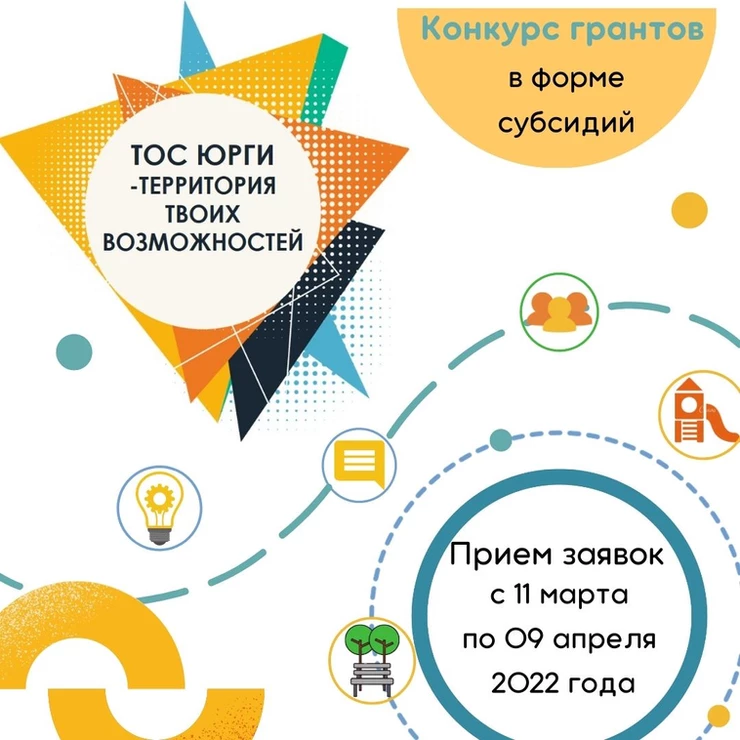 Конкурс грантов
в форме
субсидий
ТОС ЮРГИ
-ТЕРРИТОРИЯ
ТВОИХ
ВОЗМОЖНОСТЕЙ
Прием заявок
с 11 марта
по 09 апреля
2022 года